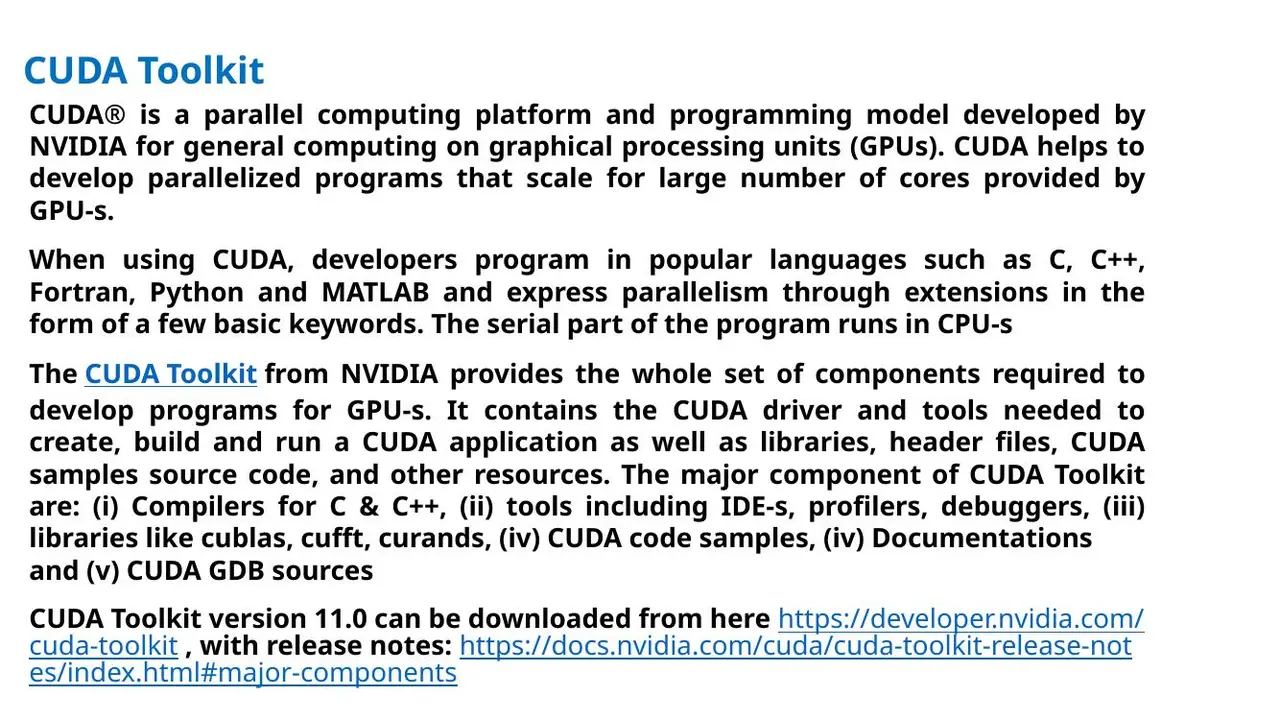 CUDA Toolkit
CUDA® is a parallel computing platform and programming model developed by
NVIDIA for general computing on graphical processing units (GPUs). CUDA helps to
develop parallelized programs that scale for large number of cores provided by
GPU-s.
When using CUDA, developers program in popular languages such as C, C++,
Fortran, Python and MATLAB and express parallelism through extensions in the
form of a few basic keywords. The serial part of the program runs in CPU-s
The CUDA Toolkit from NVIDIA provides the whole set of components required to
develop programs for GPU-s. It contains the CUDA driver and tools needed to
create, build and run a CUDA application as well as libraries, header files, CUDA
samples source code, and other resources. The major component of CUDA Toolkit
are: (i) Compilers for C & C++, (ii) tools including IDE-s, profilers, debuggers, (iii)
libraries like cublas, cufft, curands, (iv) CUDA code samples, (iv) Documentations
and (v) CUDA GDB sources
CUDA Toolkit version 11.0 can be downloaded from here https://developer.nvidia.com/
cuda-toolkit , with release notes: https://docs.nvidia.com/cuda/cuda-toolkit-release-not
es/index.html#major-components